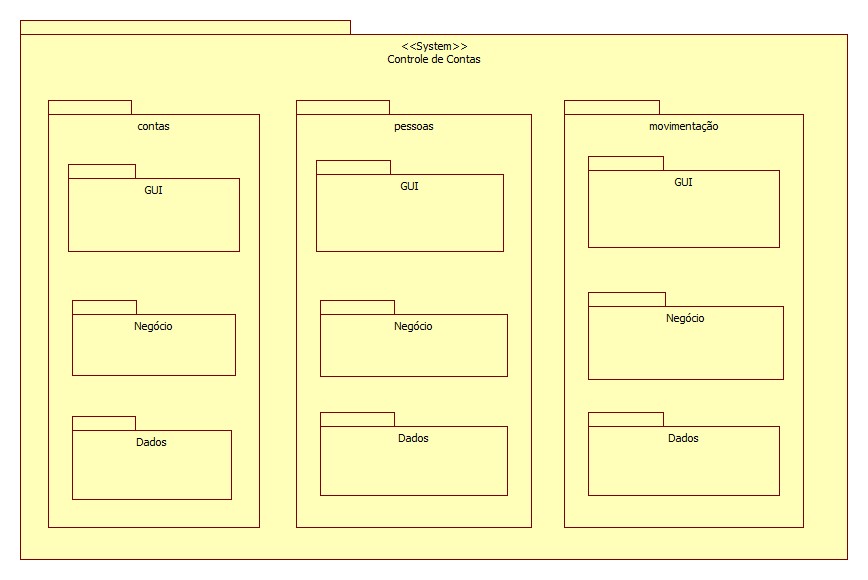 <<System>>
Controle de Contas
contas
pessoas
movimentação
GUI
GUI
GUI
Negócio
Negócio
Negócio
Dados
Dados
Dados